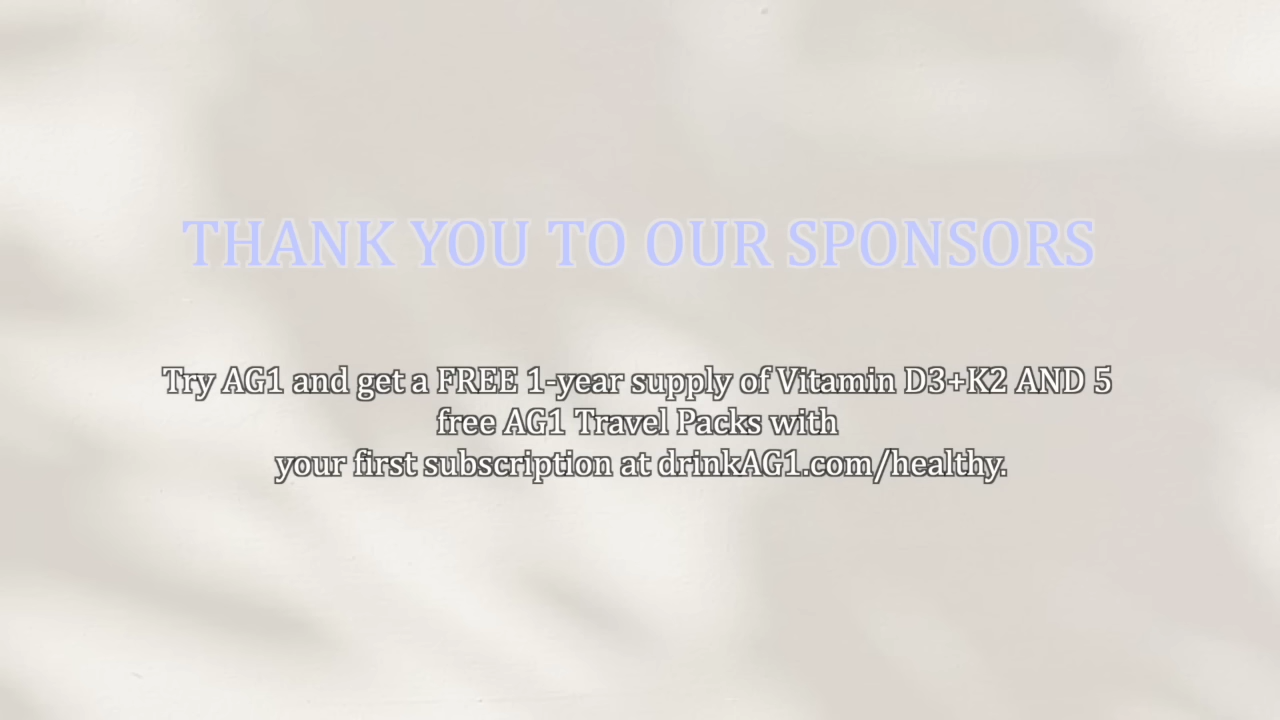 THANK YOU TO OUR SPONSORS
Try AG1 and get a FREE 1-year supply of Vitamin D3+K2 AND 5
free AG1 Travel Packs with
your first subscription at drinkAG1.com/healthy.